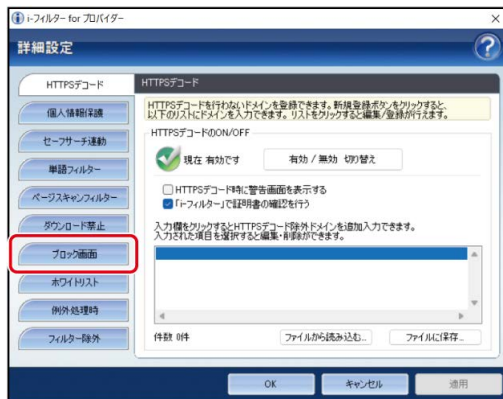 i-フィルター for プロバイダー
詳細設定
HTTPSデコード
個人情報保護
セーフサーチ連動
単語フィルター
ページスキャンフィルター
ダウンロード禁止
ブロック画面
ホワイトリスト
例外処理時
フィルター除外
HTTPSデコード
HTTPSデコードを行わないドメインを登録できます。新規登録ボタンをクリックすると、
以下のリストにドメインを入力できます。リストをクリックすると編集/登録が行えます。
HTTPSデコードのON/OFF
現在 有効です
有効 / 無効 切り替え
HTTPSデコード時に警告画面を表示する
「i-フィルター」で証明書の確認を行う
入力欄をクリックするとHTTPSデコード除外ドメインを追加入力できます。
入力された項目を選択すると編集・削除ができます。
件数 0件
ファイルから読み込む...
ファイルに保存...
OK
キャンセル
適用